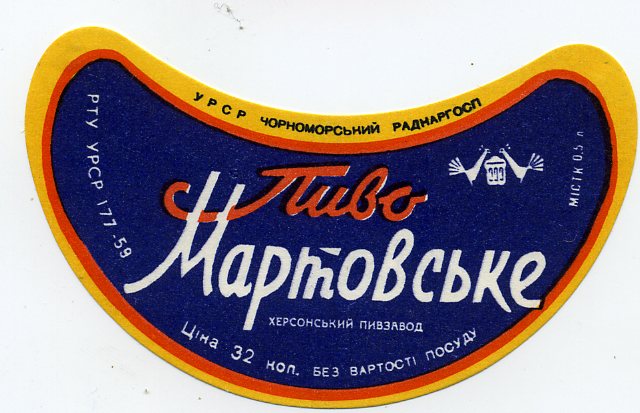 УРСР ЧОРНОМОРСЬКИЙ РАДНАРГОСП
РТУ УРСР 177-59
МІСТК 0,5 л
Пиво
Мартовське
ХЕРСОНСЬКИЙ ПИВЗАВОД
Ціна 32 коп. БЕЗ ВАРТОСТІ ПОСУДУ